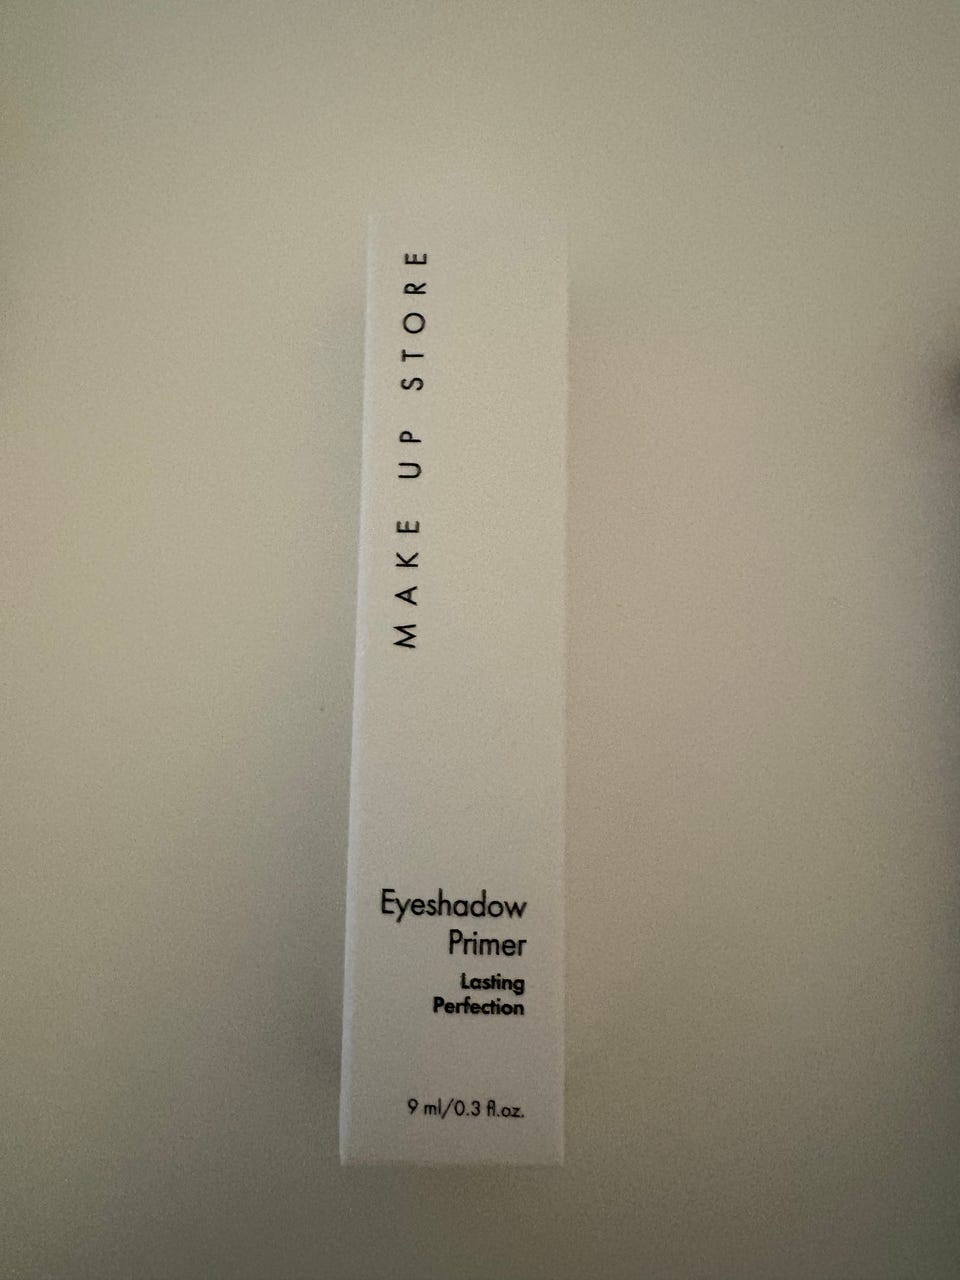 MAKE UP STORE
Eyeshadow
Primer
Lasting
Perfection
9 ml/0.3 fl.oz.